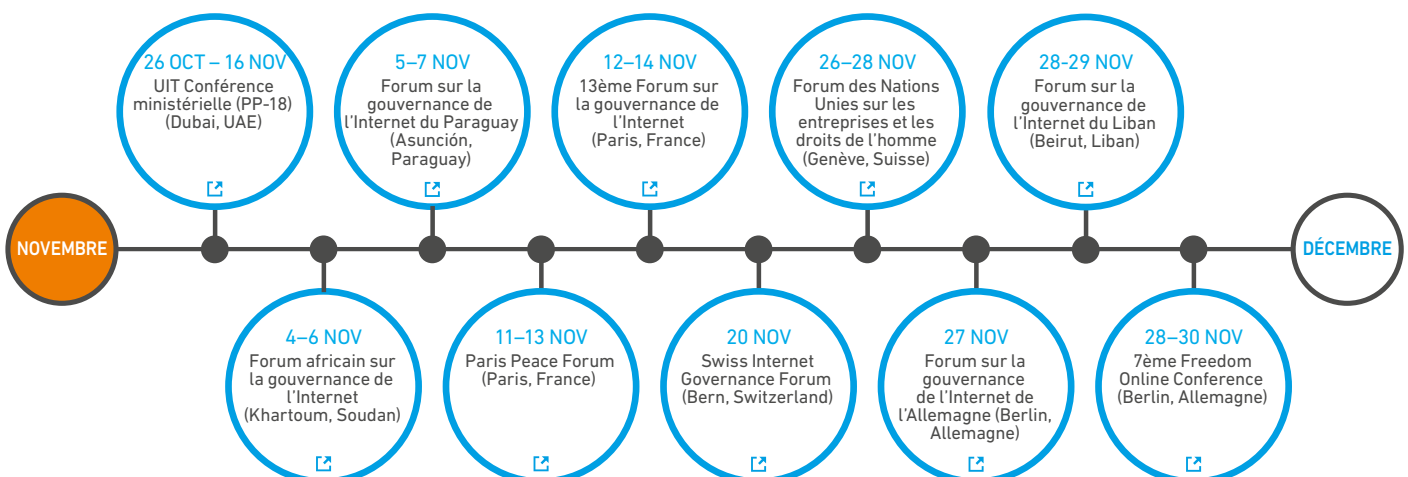 NOVEMBRE
26 OCT – 16 NOV
UIT Conférence
ministérielle (PP-18)
(Dubai, UAE)
4–6 NOV
Forum africain sur
la gouvernance de
l'Internet
(Khartoum, Soudan)
5–7 NOV
Forum sur la
gouvernance de
l'Internet du Paraguay
(Asunción,
Paraguay)
11–13 NOV
Paris Peace Forum
(Paris, France)
12–14 NOV
13ème Forum sur
la gouvernance de
l'Internet
(Paris, France)
20 NOV
Swiss Internet
Governance Forum
(Bern, Switzerland)
26–28 NOV
Forum des Nations
Unies sur les
entreprises et les
droits de l'homme
(Genève, Suisse)
27 NOV
Forum sur la
gouvernance
de l'Internet de
l'Allemagne (Berlin,
Allemagne)
28-29 NOV
Forum sur la
gouvernance de
l'Internet du Liban
(Beirut, Liban)
28–30 NOV
7ème Freedom
Online Conference
(Berlin, Allemagne)
DÉCEMBRE